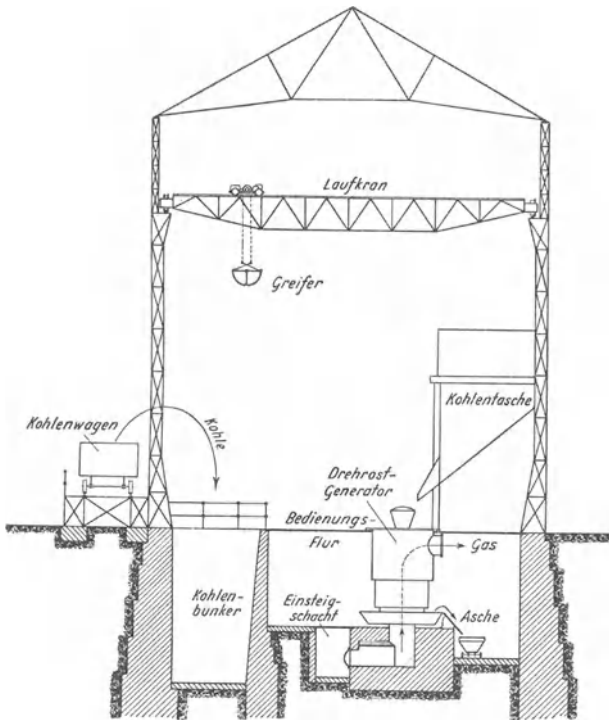 Laufkran
Greifer
Kohlentasche
Kohlenwagen
Kohle
Drehrost-
Generator
Bedienungs-
Flur
Gas
Kohlen-
bunker
Einsteig-
schacht
Asche